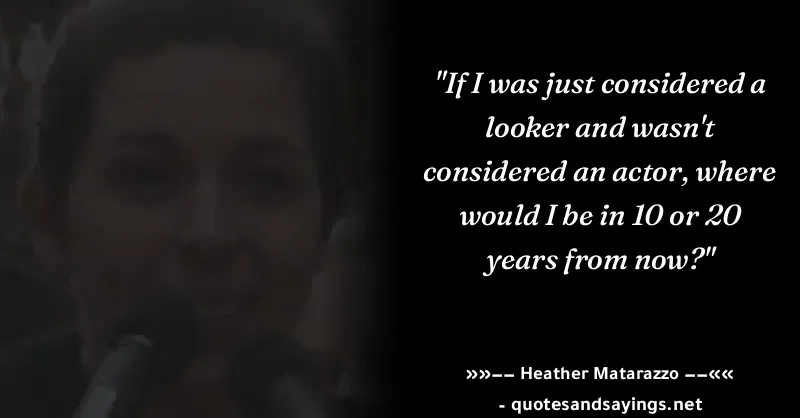 "If I was just considered a
looker and wasn't
considered an actor, where
would I be in 10 or 20
years from now?"
»»–– Heather Matarazzo ––««
- quotesandsayings.net